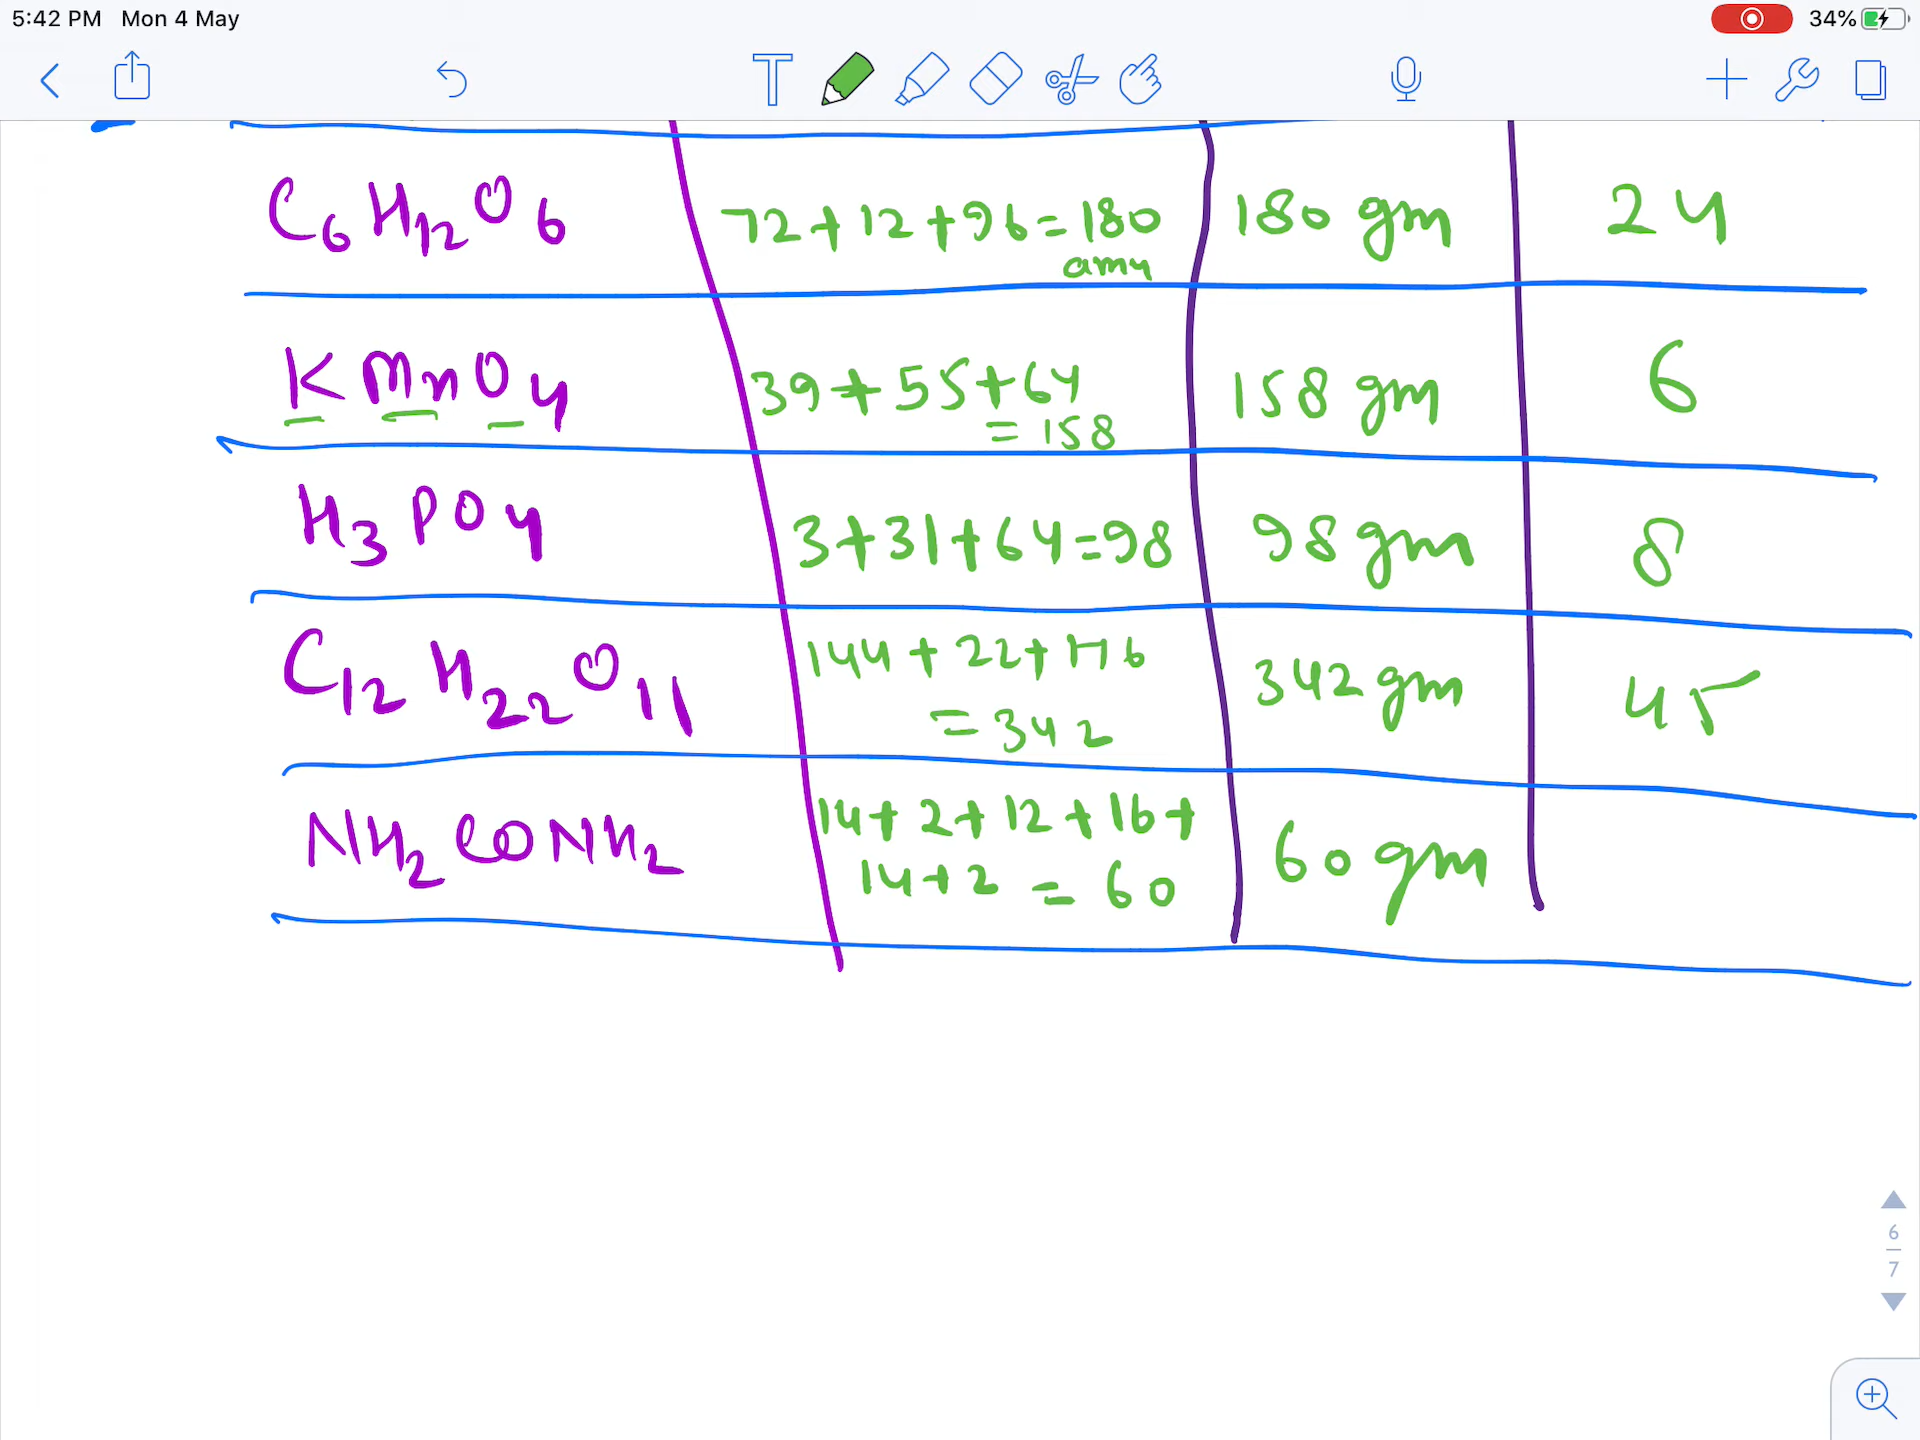 5:42 PM Mon 4 May 34%
T
C6H12O6 72+12+96=180 180 gm 24
amu
KMnO4 39+55+64 158 gm 6
= 158
H3PO4 3+31+64=98 98 gm 8
C12H22O11 144+22+176 342 gm 45
= 342
NH2CONH2 14+2+12+16+ 60 gm
14+2 = 60
6
7